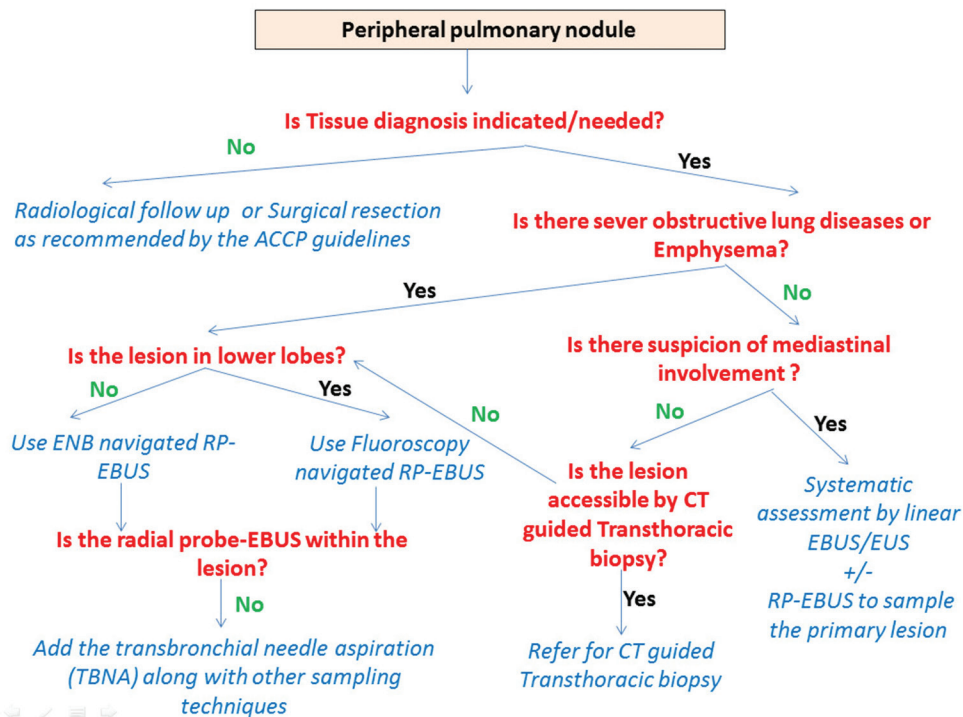 Peripheral pulmonary nodule
Is Tissue diagnosis indicated/needed?
No
Yes
Radiological follow up or Surgical resection
as recommended by the ACCP guidelines
Is there sever obstructive lung diseases or
Emphysema?
Yes
No
Is the lesion in lower lobes?
Is there suspicion of mediastinal
involvement ?
No
Yes
No
No
Yes
Use ENB navigated RP-
EBUS
Use Fluoroscopy
navigated RP-EBUS
Is the lesion
accessible by CT
guided Transthoracic
biopsy?
Systematic
assessment by linear
EBUS/EUS
+/-
RP-EBUS to sample
the primary lesion
Is the radial probe-EBUS within the
lesion?
No
Yes
Add the transbronchial needle aspiration
(TBNA) along with other sampling
techniques
Refer for CT guided
Transthoracic biopsy